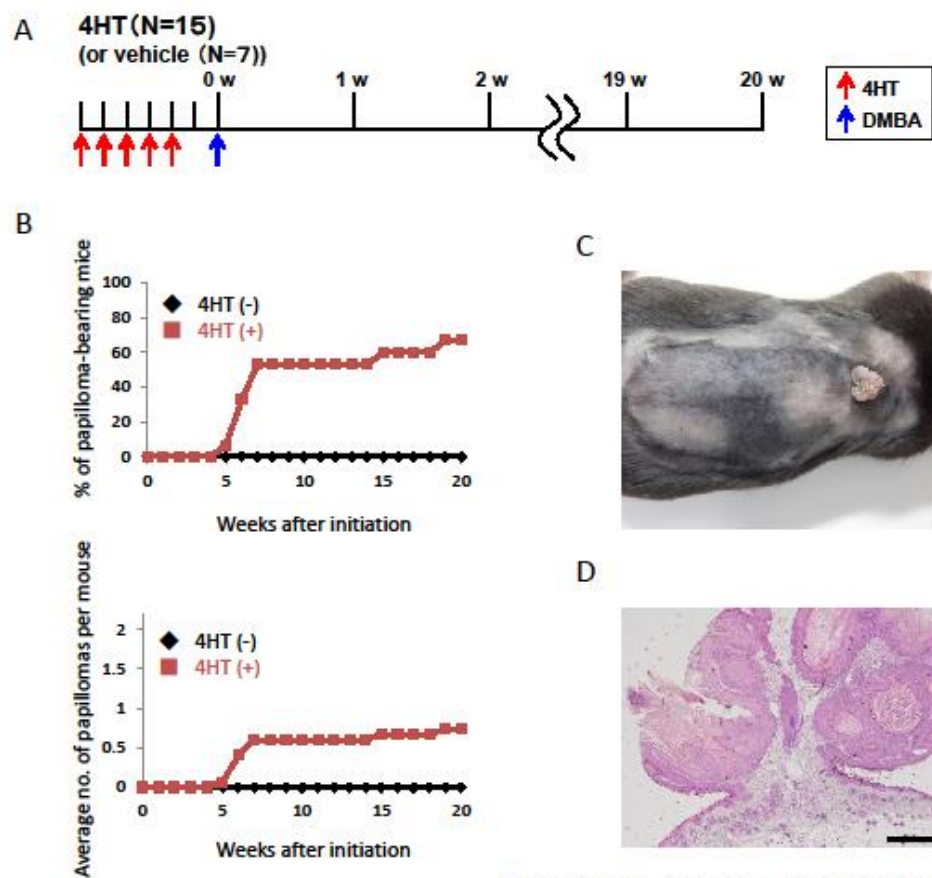 A
4HT(N=15)
(or vehicle (N=7))
0 w 1 w 2 w 19 w 20 w
4HT
DMBA
B
% of papilloma-bearing mice
100
80
60
40
20
0
4HT (-)
4HT (+)
0 5 10 15 20
Weeks after initiation
Average no. of papillomas per mouse
2
1.5
1
0.5
0
4HT (-)
4HT (+)
0 5 10 15 20
Weeks after initiation
C
D